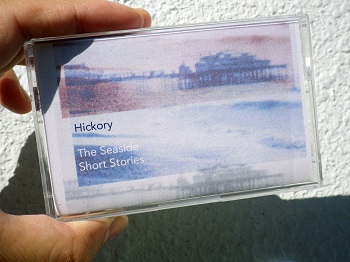 Hickory
The Seaside
Short Stories